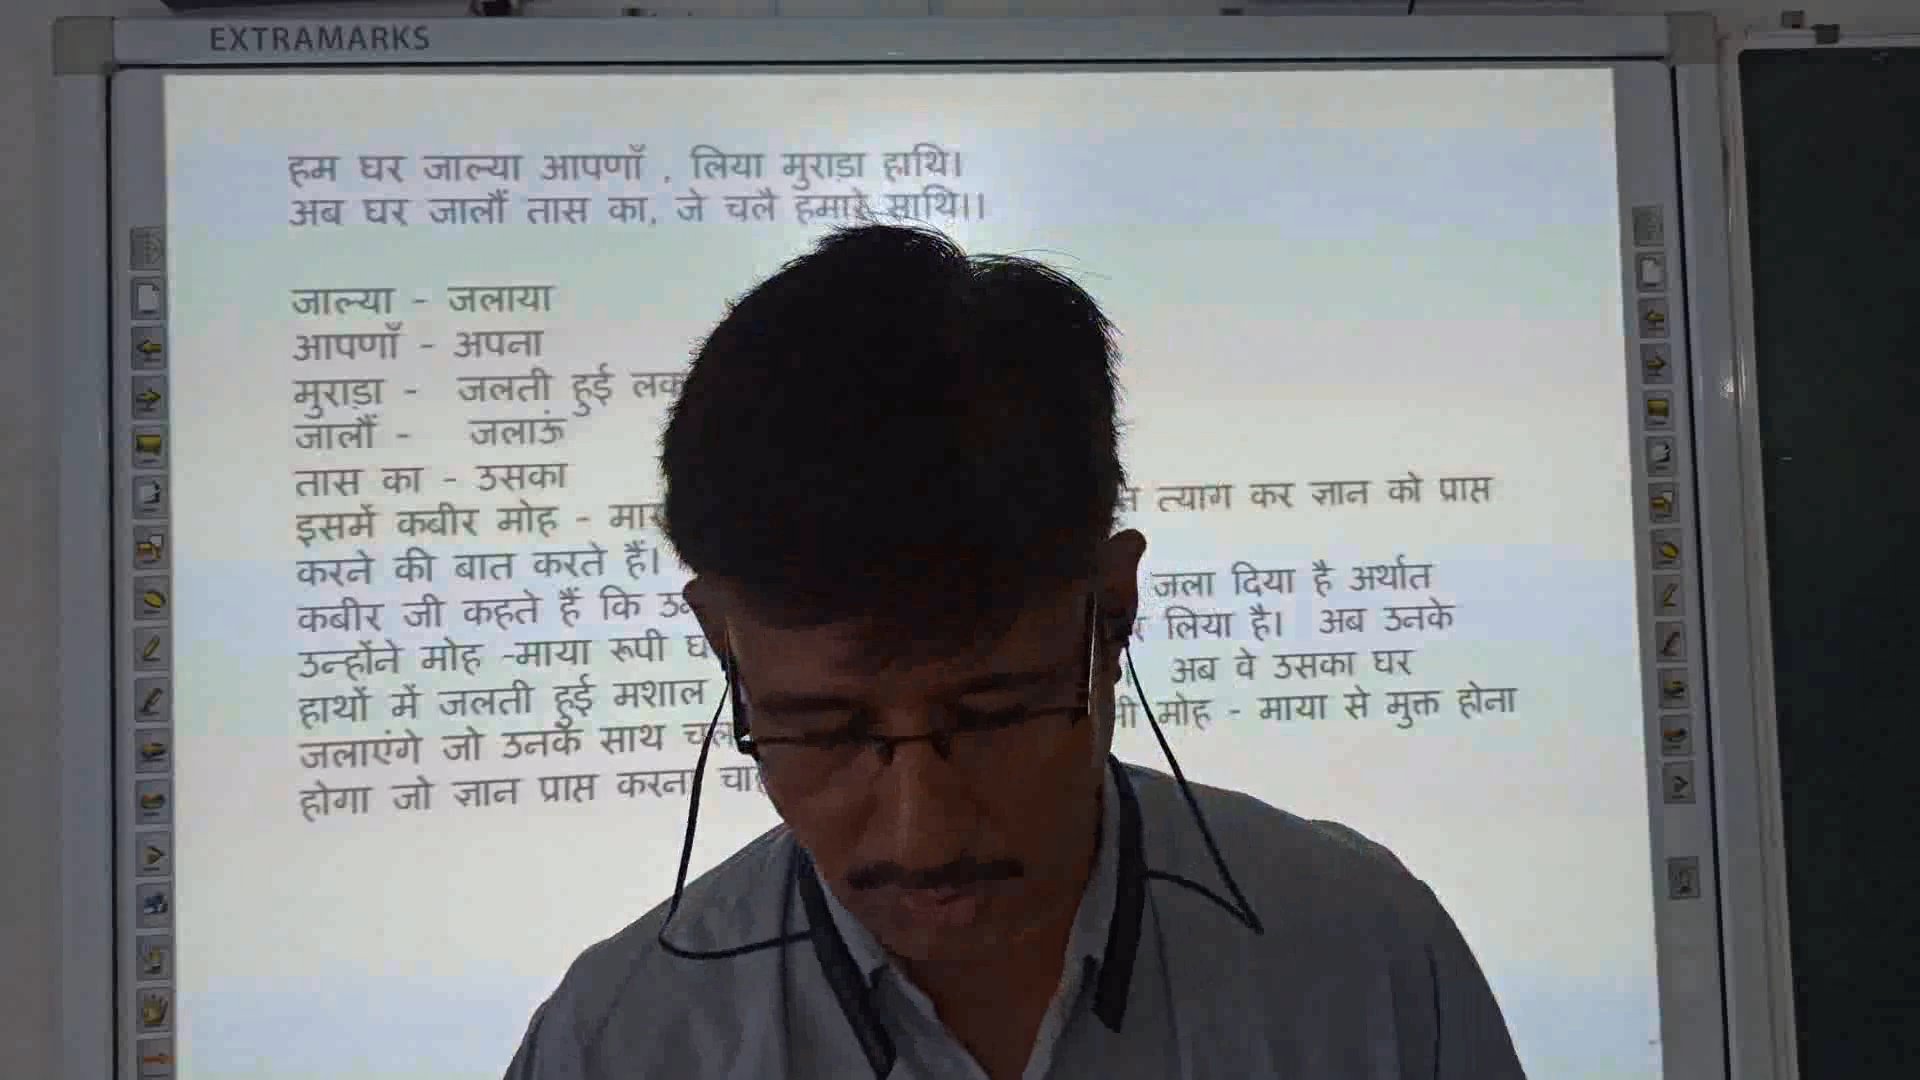 EXTRAMARKS
हम घर जाल्या आपणाँ , लिया मुराड़ा हाथि।
अब घर जालौं तास का, जे चलै हमारे साथि।।
जाल्या - जलाया
आपणाँ - अपना
मुराड़ा - जलती हुई
जालौं - जलाऊं
तास का - उसका
इसमें कबीर मोह - त्याग कर ज्ञान को प्राप्त
करने की बात करते हैं।
कबीर जी कहते हैं कि जला दिया है अर्थात
उन्होंने मोह -माया रूपी लिया है। अब उनके
हाथों में जलती हुई मशाल अब वे उसका घर
जलाएंगे जो उनके साथ मोह - माया से मुक्त होना
होगा जो ज्ञान प्राप्त करना